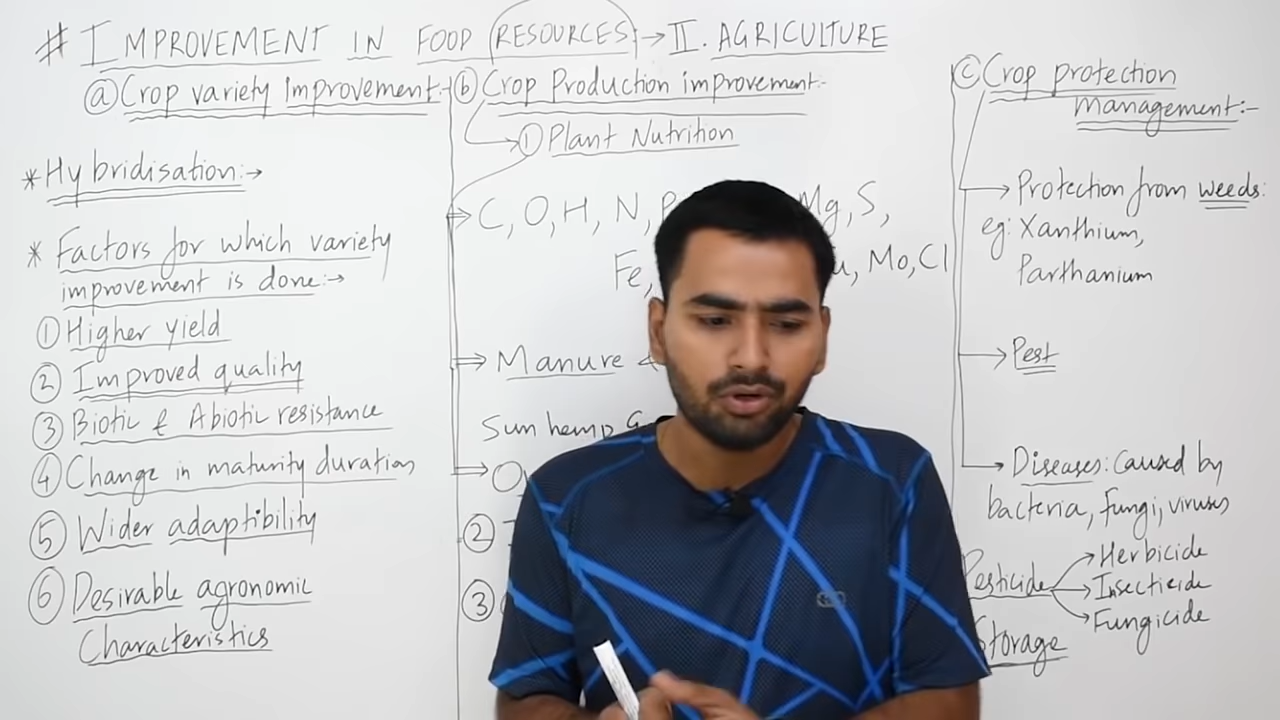 # IMPROVEMENT IN FOOD RESOURCES → II. AGRICULTURE
(a) Crop variety improvement:-
* Hybridisation:→
* Factors for which variety
improvement is done:→
① Higher yield
② Improved quality
③ Biotic & Abiotic resistance
④ Change in maturity duration
⑤ Wider adaptibility
⑥ Desirable agronomic
Characteristics
(b) Crop Production improvement:-
① Plant Nutrition
C, O, H, N, Mg, S,
Fe, Mo, Cl
Manure
Sun hemp
②
③
(c) Crop protection
management:-
→ Protection from weeds:
eg: Xanthium,
Parthanium
→ Pest
→ Diseases: caused by
bacteria, fungi, viruses
Pesticide → Herbicide
→ Insecticide
→ Fungicide
Storage